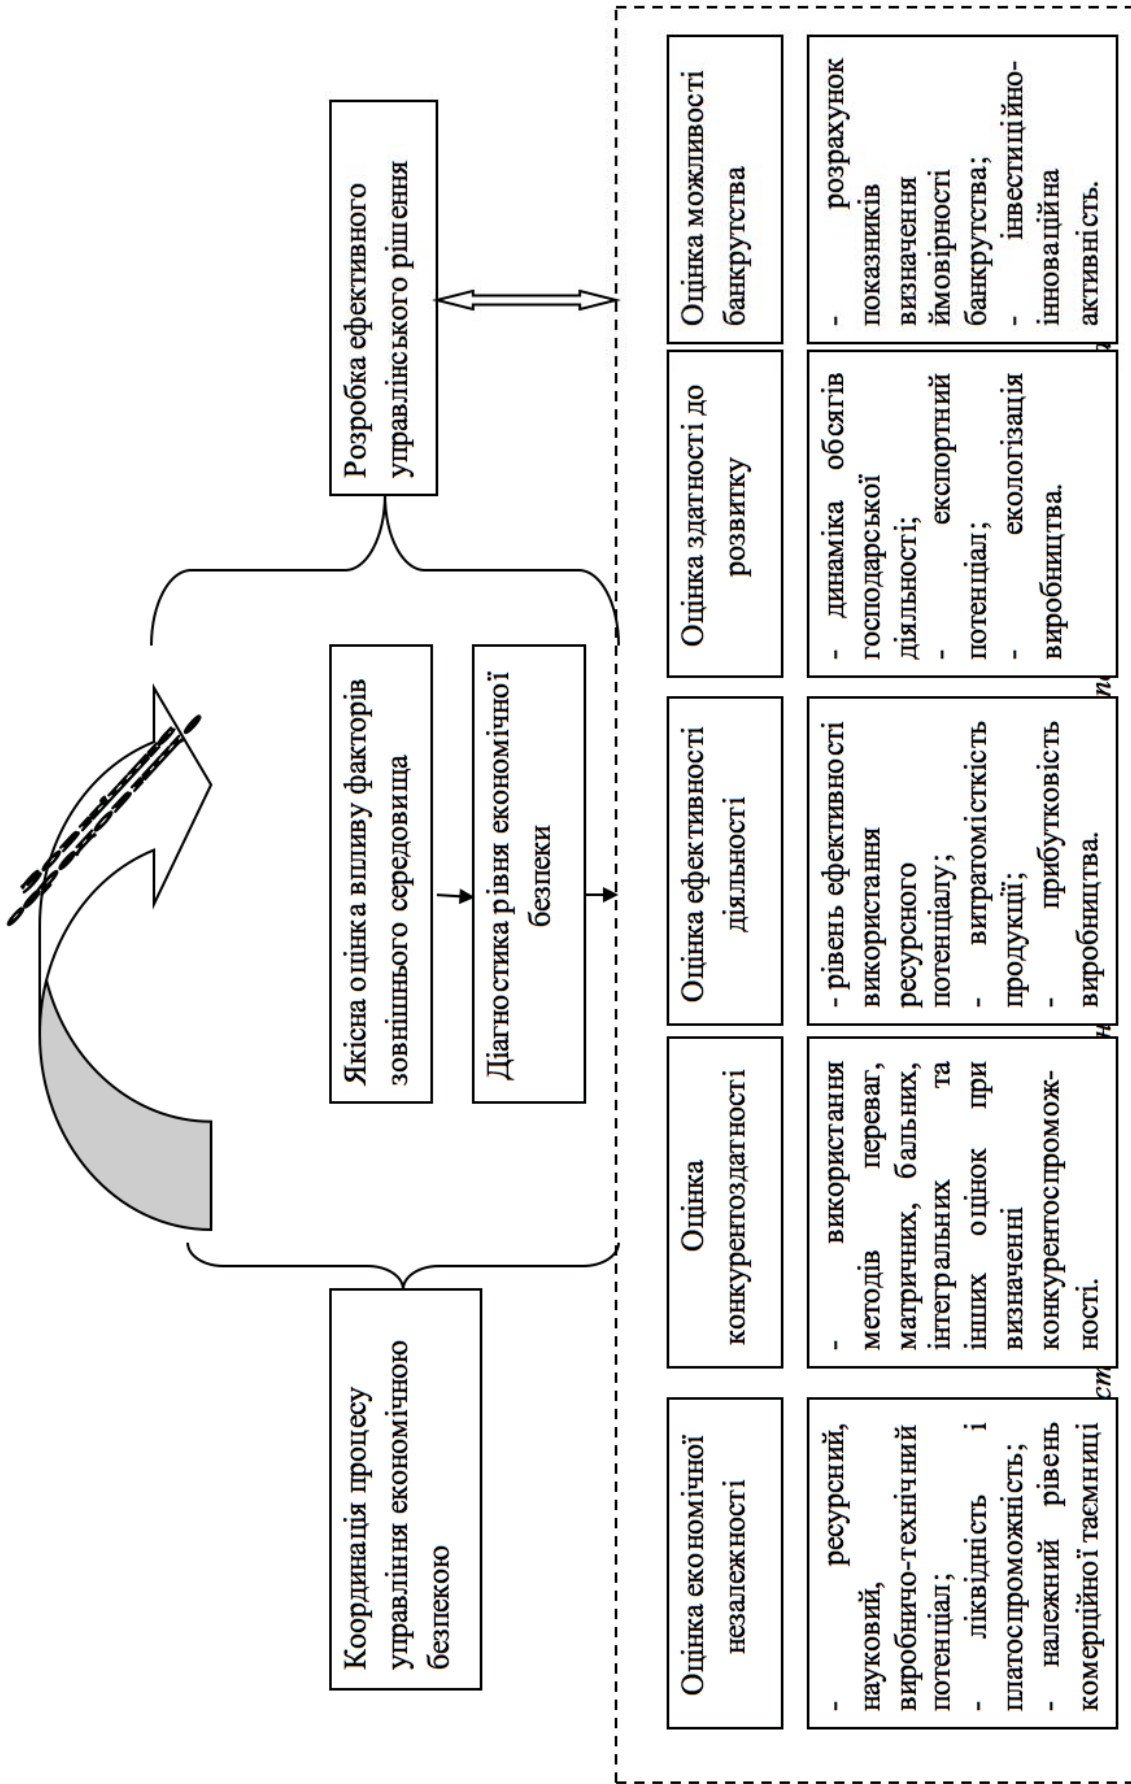 Координація процесу
управління економічною
безпекою
Якісна оцінка впливу факторів
зовнішнього середовища
Діагностика рівня економічної
безпеки
Розробка ефективного
управлінського рішення
Оцінка економічної
незалежності
- ресурсний,
науковий,
виробничо-технічний
потенціал;
- ліквідність і
платоспроможність;
- належний рівень
комерційної таємниці
Оцінка
конкурентоздатності
- використання
методів переваг,
матричних, бальних,
інтегральних та
інших оцінок при
визначенні
конкурентоспромож-
ності.
Оцінка ефективності
діяльності
- рівень ефективності
використання
ресурсного
потенціалу;
- витратомісткість
продукції;
- прибутковість
виробництва.
Оцінка здатності до
розвитку
- динаміка обсягів
господарської
діяльності;
- експортний
потенціал;
- екологізація
виробництва.
Оцінка можливості
банкрутства
- розрахунок
показників
визначення
ймовірності
банкрутства;
- інвестиційно-
інноваційна
активність.